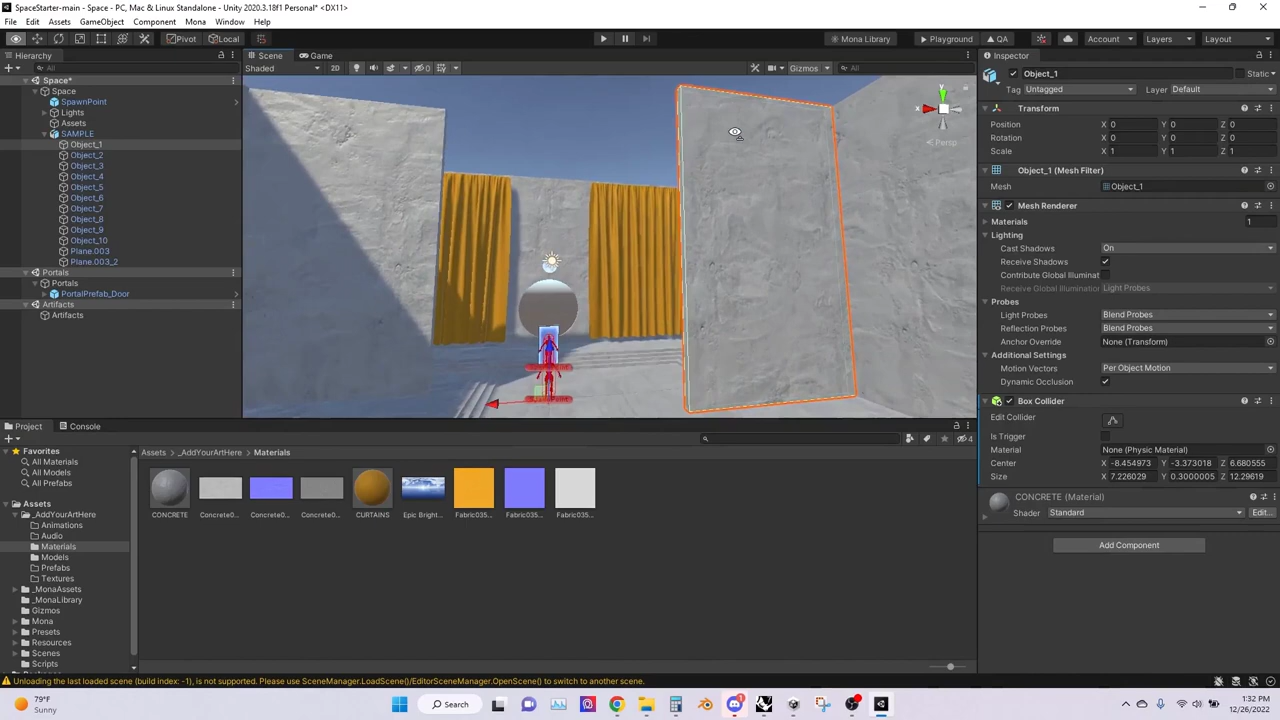 SpaceStarter-main - Space - PC, Mac & Linux Standalone - Unity 2020.3.18f1 Personal* <DX11>
File Edit Assets GameObject Component Mona Window Help
Pivot Local Mona Library Playground QA Account Layers Layout
Hierarchy Scene Game Inspector
All Shaded 2D 0 Gizmos All
Object_1 Static
Tag Untagged Layer Default
Space*
Space
SpawnPoint
Lights
Assets
SAMPLE
Object_1
Object_2
Object_3
Object_4
Object_5
Object_6
Object_7
Object_8
Object_9
Object_10
Plane.003
Plane.003_2
Portals
Portals
PortalPrefab_Door
Artifacts
Artifacts
y
x
Persp
Transform
Position X 0 Y 0 Z 0
Rotation X 0 Y 0 Z 0
Scale X 1 Y 1 Z 1
Object_1 (Mesh Filter)
Mesh Object_1
Mesh Renderer
Materials 1
Lighting
Cast Shadows On
Receive Shadows
Contribute Global Illuminat
Receive Global Illumination Light Probes
Probes
Light Probes Blend Probes
Reflection Probes Blend Probes
Anchor Override None (Transform)
Additional Settings
Motion Vectors Per Object Motion
Dynamic Occlusion
Box Collider
Edit Collider
Is Trigger
Material None (Physic Material)
Center X -8.454973 Y -3.373018 Z 6.680555
Size X 7.226029 Y 0.3000005 Z 12.29619
CONCRETE (Material)
Shader Standard Edit...
Add Component
Project Console
4
Favorites
All Materials
All Models
All Prefabs
Assets
_AddYourArtHere
Animations
Audio
Materials
Models
Prefabs
Textures
_MonaAssets
_MonaLibrary
Gizmos
Mona
Presets
Resources
Scenes
Scripts
Assets _AddYourArtHere Materials
CONCRETE Concrete0... Concrete0... Concrete0... CURTAINS Epic Bright... Fabric035... Fabric035... Fabric035...
Unloading the last loaded scene (build index: -1), is not supported. Please use SceneManager.LoadScene()/EditorSceneManager.OpenScene() to switch to another scene.
79°F
Sunny
Search
1:32 PM
12/26/2022